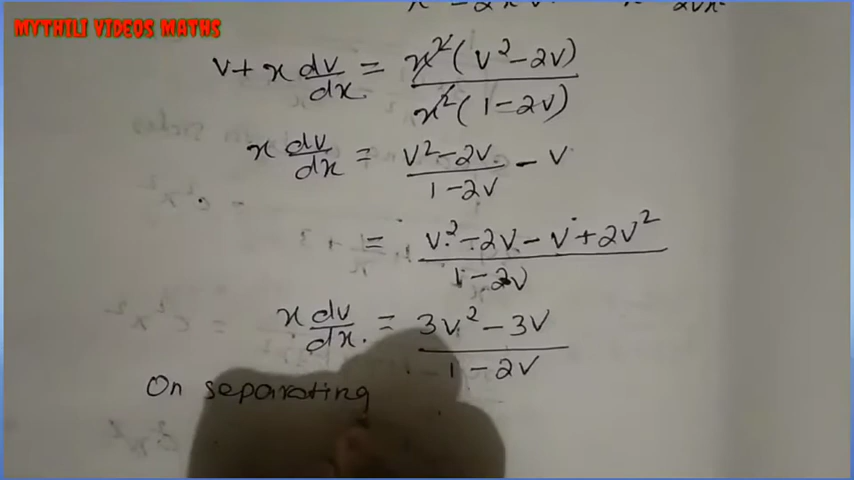 MYTHILI VIDEOS MATHS
v + x dv/dx = x²(v² - 2v) / x²(1 - 2v)
x dv/dx = v² - 2v / 1 - 2v - v
= v² - 2v - v + 2v² / 1 - 2v
x dv/dx = 3v² - 3v / 1 - 2v
On separating